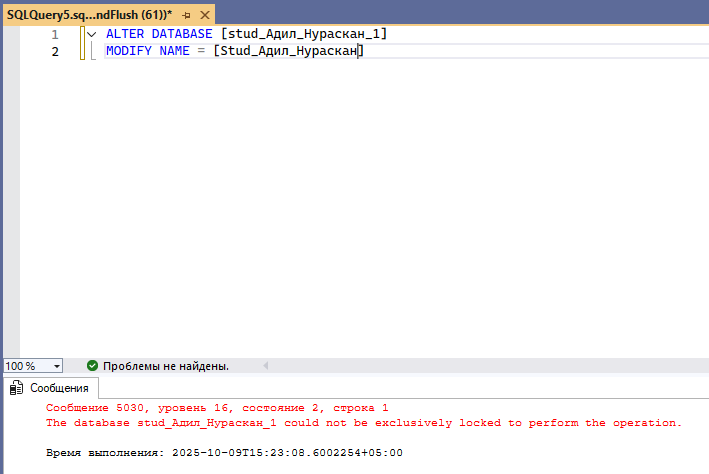 SQLQuery5.sq...ndFlush (61))*
1 ALTER DATABASE [stud_Адил_Нураскан_1]
2 MODIFY NAME = [Stud_Адил_Нураскан]
100 % Проблемы не найдены.
Сообщения
Сообщение 5030, уровень 16, состояние 2, строка 1
The database stud_Адил_Нураскан_1 could not be exclusively locked to perform the operation.
Время выполнения: 2025-10-09T15:23:08.6002254+05:00